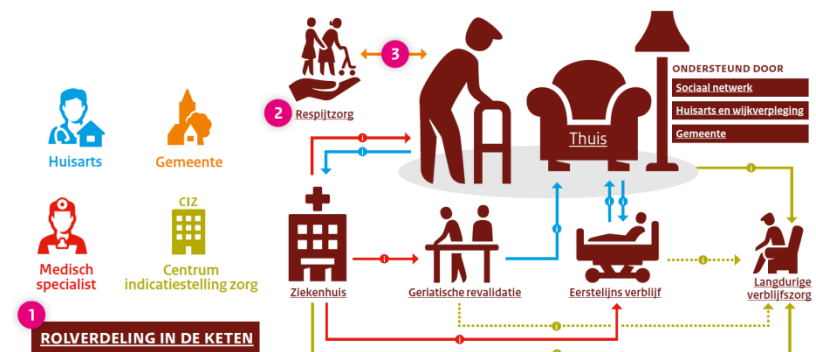 3
ONDERSTEUND DOOR
Sociaal netwerk
Huisarts en wijkverpleging
Gemeente
2
Respijtzorg
Thuis
Huisarts
Gemeente
CIZ
Medisch
specialist
Centrum
indicatiestelling zorg
Ziekenhuis
Geriatische revalidatie
Eerstelijns verblijf
Langdurige
verblijfszorg
1
ROLVERDELING IN DE KETEN